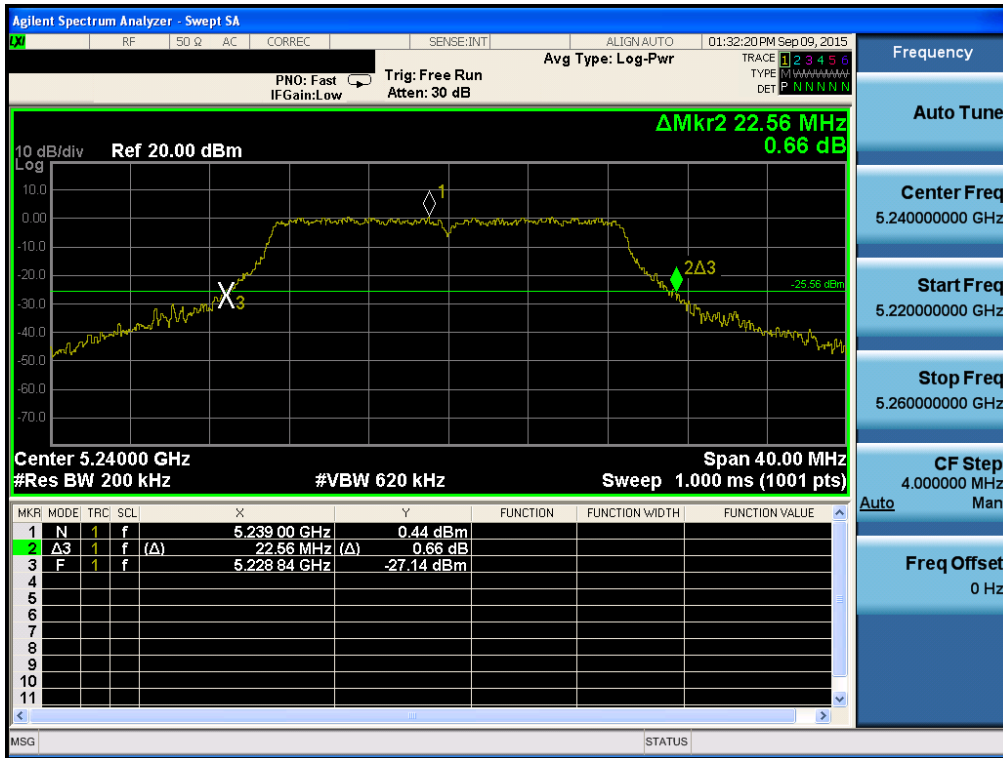 Agilent Spectrum Analyzer - Swept SA
LXI RF 50 Ω AC CORREC SENSE:INT ALIGN AUTO 01:32:20 PM Sep 09, 2015
Frequency
Avg Type: Log-Pwr
TRACE 1 2 3 4 5 6
PNO: Fast Trig: Free Run
TYPE M
IFGain:Low Atten: 30 dB
DET P N N N N N
Auto Tune
ΔMkr2 22.56 MHz
0.66 dB
10 dB/div Ref 20.00 dBm
Log
10.0
0.00
-10.0
-20.0
-30.0
-40.0
-50.0
-60.0
-70.0
1
2Δ3
3
-25.56 dBm
Center Freq
5.240000000 GHz
Start Freq
5.220000000 GHz
Stop Freq
5.260000000 GHz
Center 5.24000 GHz Span 40.00 MHz
#Res BW 200 kHz #VBW 620 kHz Sweep 1.000 ms (1001 pts)
CF Step
4.000000 MHz
Auto Man
MKR MODE TRC SCL X Y FUNCTION FUNCTION WIDTH FUNCTION VALUE
1 N 1 f 5.239 00 GHz 0.44 dBm
2 Δ3 1 f (Δ) 22.56 MHz (Δ) 0.66 dB
3 F 1 f 5.228 84 GHz -27.14 dBm
4
5
6
7
8
9
10
11
Freq Offset
0 Hz
MSG STATUS